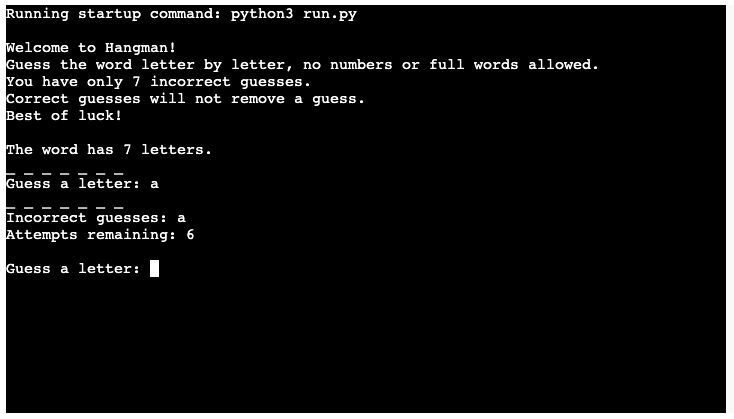 Running startup command: python3 run.py
Welcome to Hangman!
Guess the word letter by letter, no numbers or full words allowed.
You have only 7 incorrect guesses.
Correct guesses will not remove a guess.
Best of luck!
The word has 7 letters.
_ _ _ _ _ _ _
Guess a letter: a
_ _ _ _ _ _ _
Incorrect guesses: a
Attempts remaining: 6
Guess a letter: